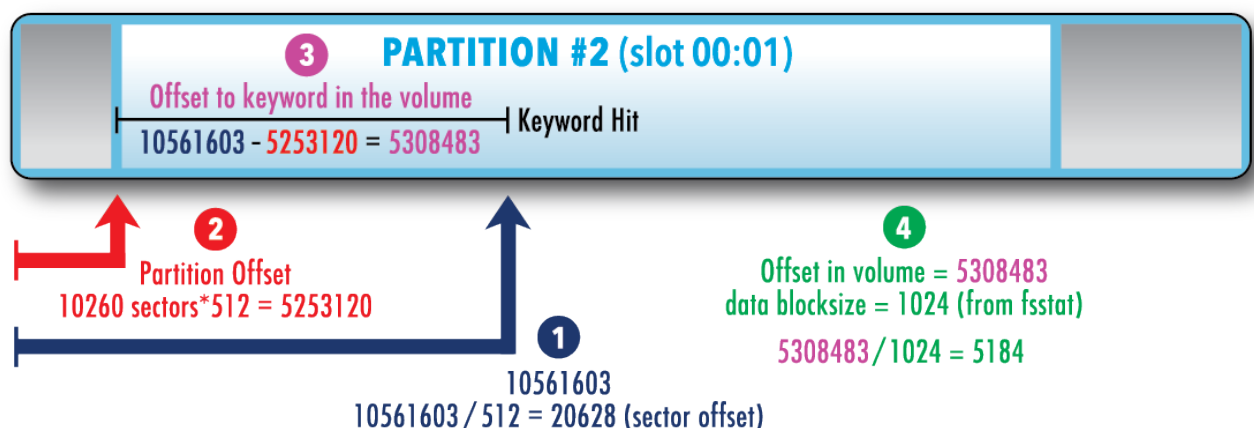 PARTITION #2 (slot 00:01)
3
Offset to keyword in the volume
Keyword Hit
10561603 - 5253120 = 5308483
2
Partition Offset
10260 sectors*512 = 5253120
1
10561603
10561603 / 512 = 20628 (sector offset)
4
Offset in volume = 5308483
data blocksize = 1024 (from fsstat)
5308483/1024 = 5184